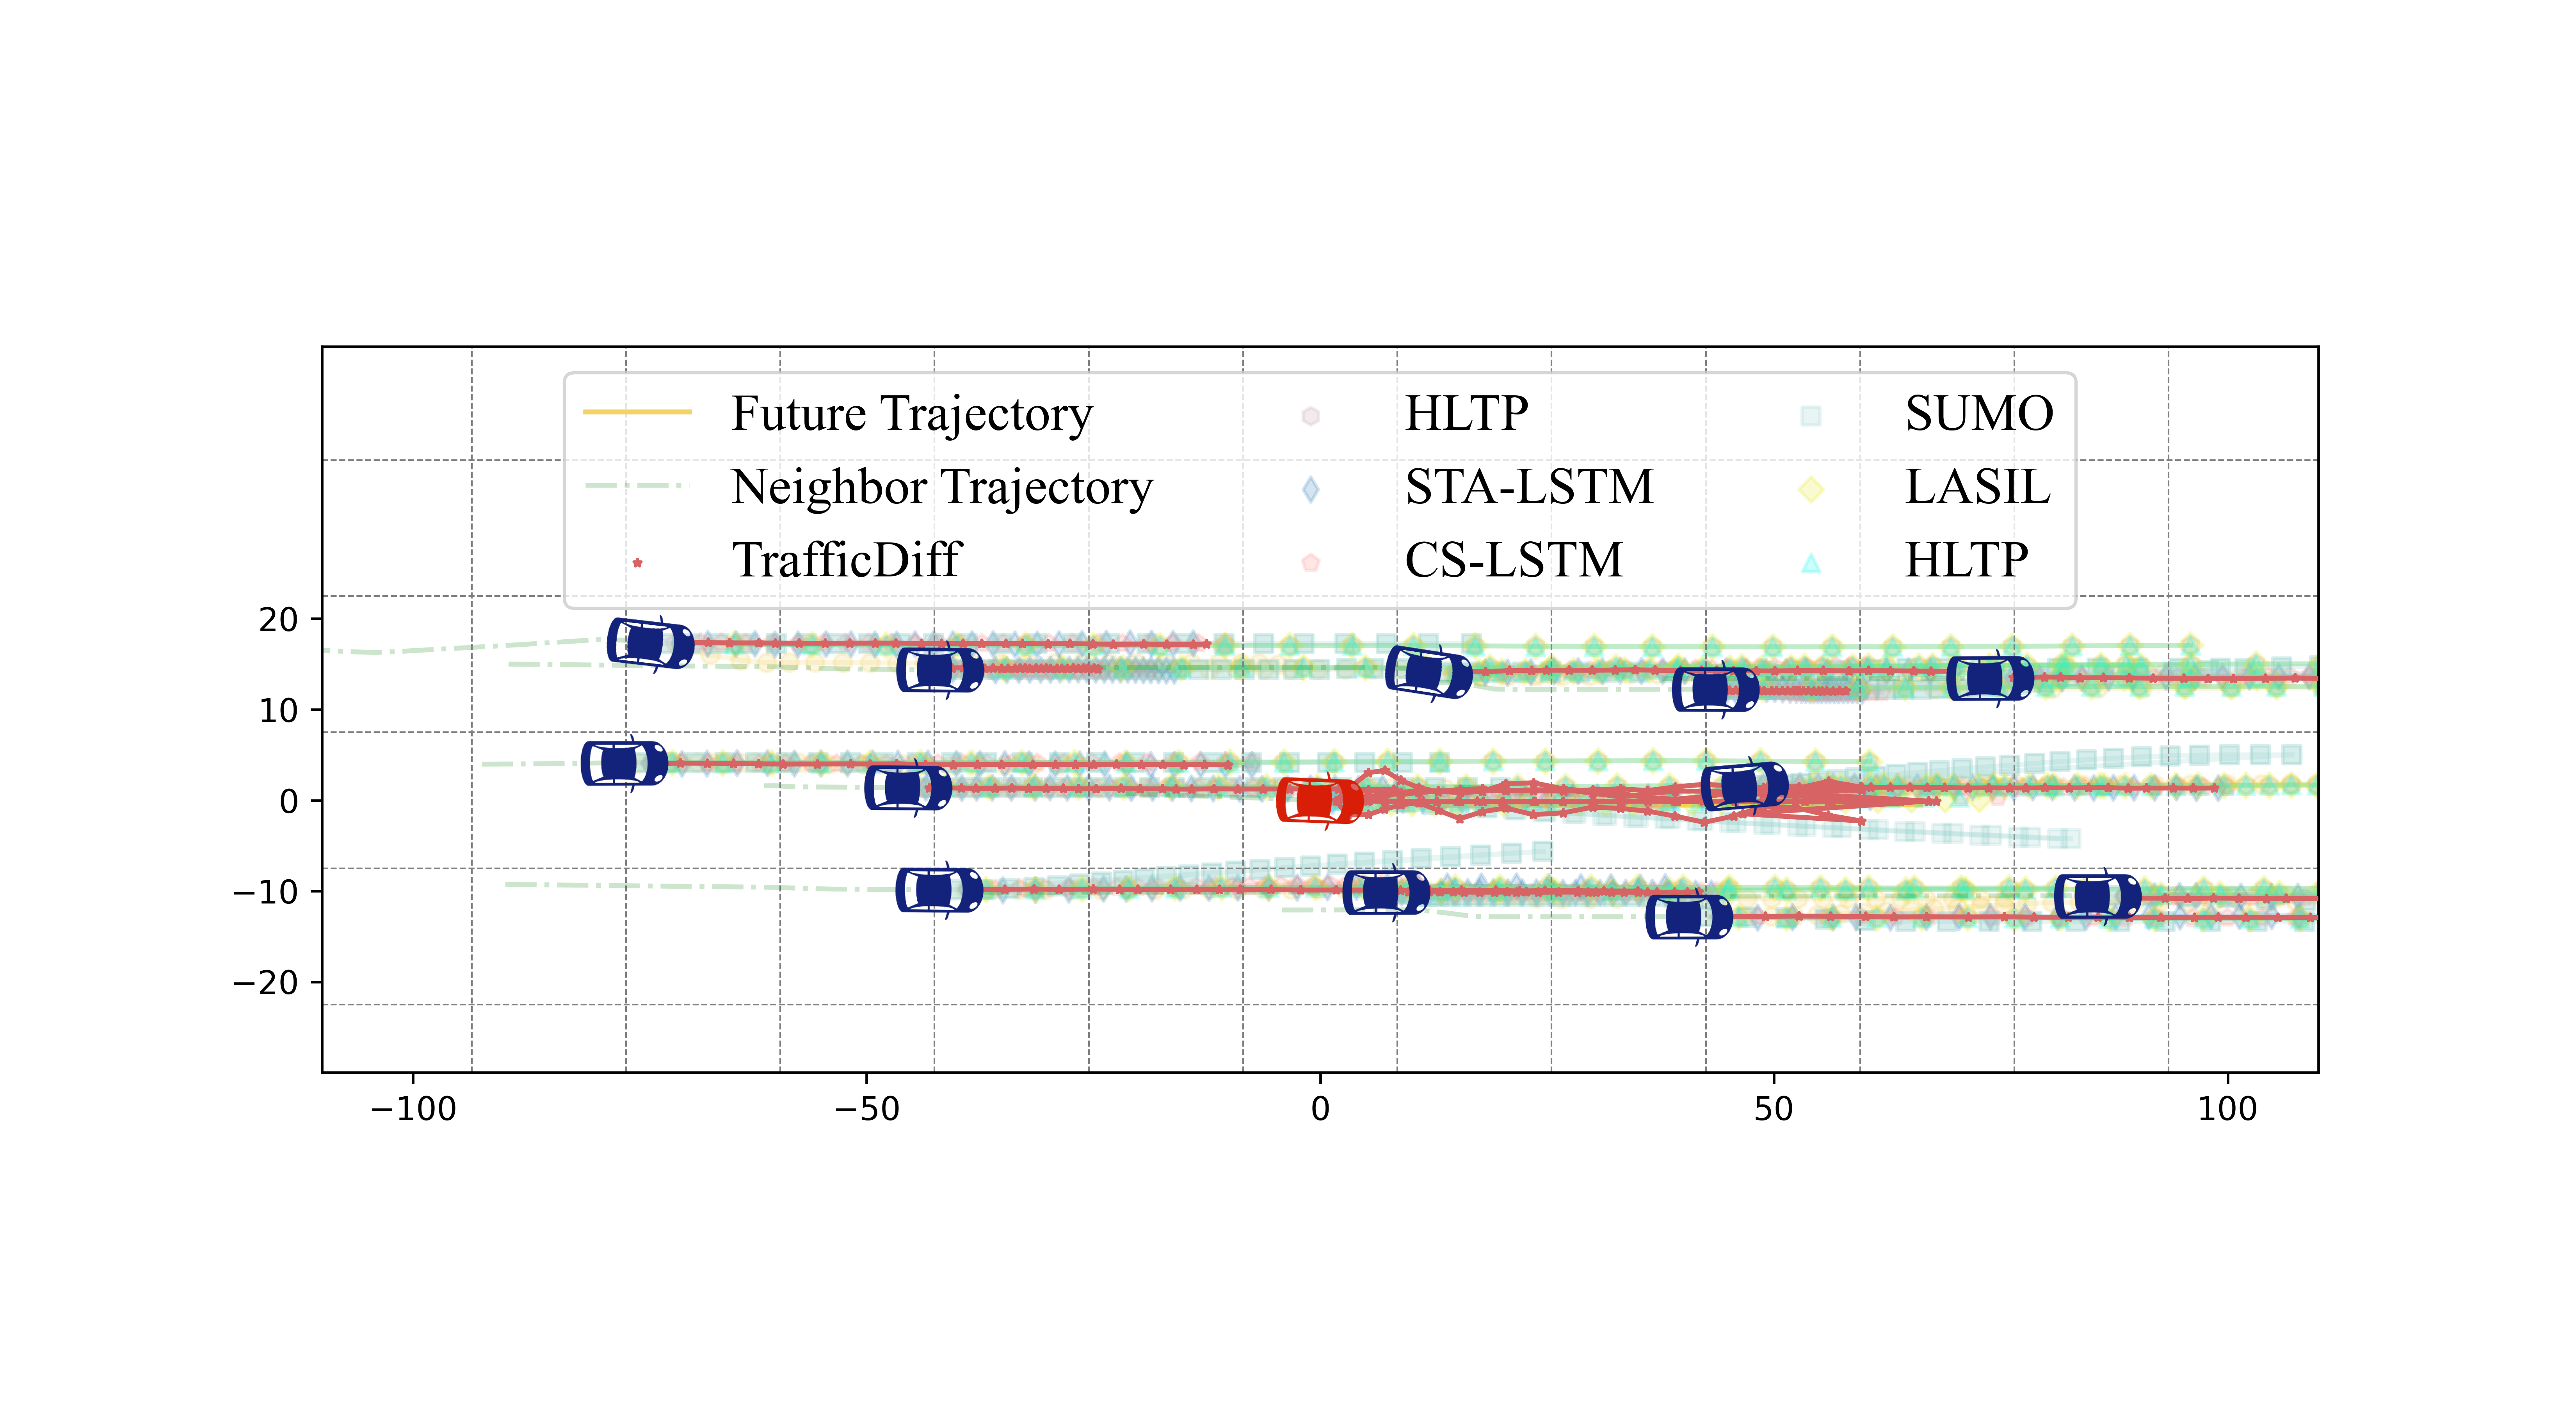 Future Trajectory
Neighbor Trajectory
TrafficDiff
HLTP
STA-LSTM
CS-LSTM
SUMO
LASIL
HLTP
20
10
0
−10
−20
−100
−50
0
50
100